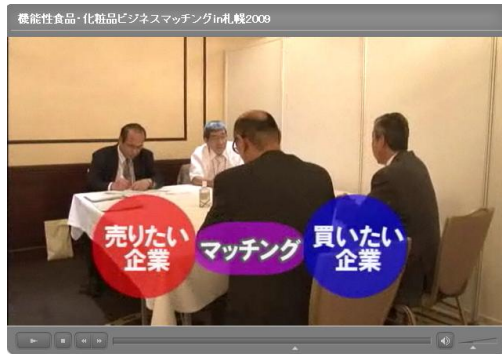 機能性食品・化粧品ビジネスマッチングin札幌2009
売りたい
企業
マッチング
買いたい
企業